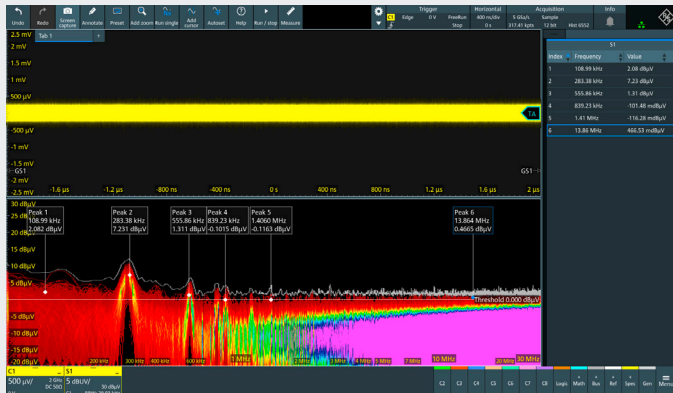 Undo
Redo
Screen capture
Annotate
Preset
Add zoom
Run single
Add cursor
Autoset
Help
Run / stop
Measure
Trigger
C1 Edge 0 V FreeRun
Stop
Horizontal
400 ns/div
0 s
Acquisition
5 GSa/s Sample
317.41 kpts 12 bit Hist 6552
Info
Tab 1
2.5 mV
2 mV
1.5 mV
1 mV
500 µV
-500 µV
-1 mV
-1.5 mV
GS1
-2 mV
-2.5 mV
TA
GS1
-1.6 µs -1.2 µs -800 ns -400 ns 0 s 400 ns 800 ns 1.2 µs 1.6 µs 2 µs
S1
Index Frequency Value
1 108.99 kHz 2.08 dBµV
2 283.38 kHz 7.23 dBµV
3 555.86 kHz 1.31 dBµV
4 839.23 kHz -101.48 mdBµV
5 1.41 MHz -116.28 mdBµV
6 13.86 MHz 466.53 mdBµV
30 dBµV
25 dBµV
20 dBµV
15 dBµV
10 dBµV
5 dBµV
-5 dBµV
-10 dBµV
-15 dBµV
-20 dBµV
Peak 1
108.99 kHz
2.082 dBµV
Peak 2
283.38 kHz
7.231 dBµV
Peak 3
555.86 kHz
1.311 dBµV
Peak 4
839.23 kHz
-0.1015 dBµV
Peak 5
1.4060 MHz
-0.1163 dBµV
Peak 6
13.864 MHz
0.4665 dBµV
Threshold 0.000 dBµV
200 kHz 300 kHz 400 kHz 600 kHz 1 MHz 2 MHz 3 MHz 4 MHz 5 MHz 7 MHz 10 MHz 20 MHz 30 MHz
C1
500 µV/ 2 GHz
DC 50Ω
S1
5 dBUV/
30 dBµV
C2 C3 C4 C5 C6 C7 C8 Logic Math Bus Ref Spec Gen Menu